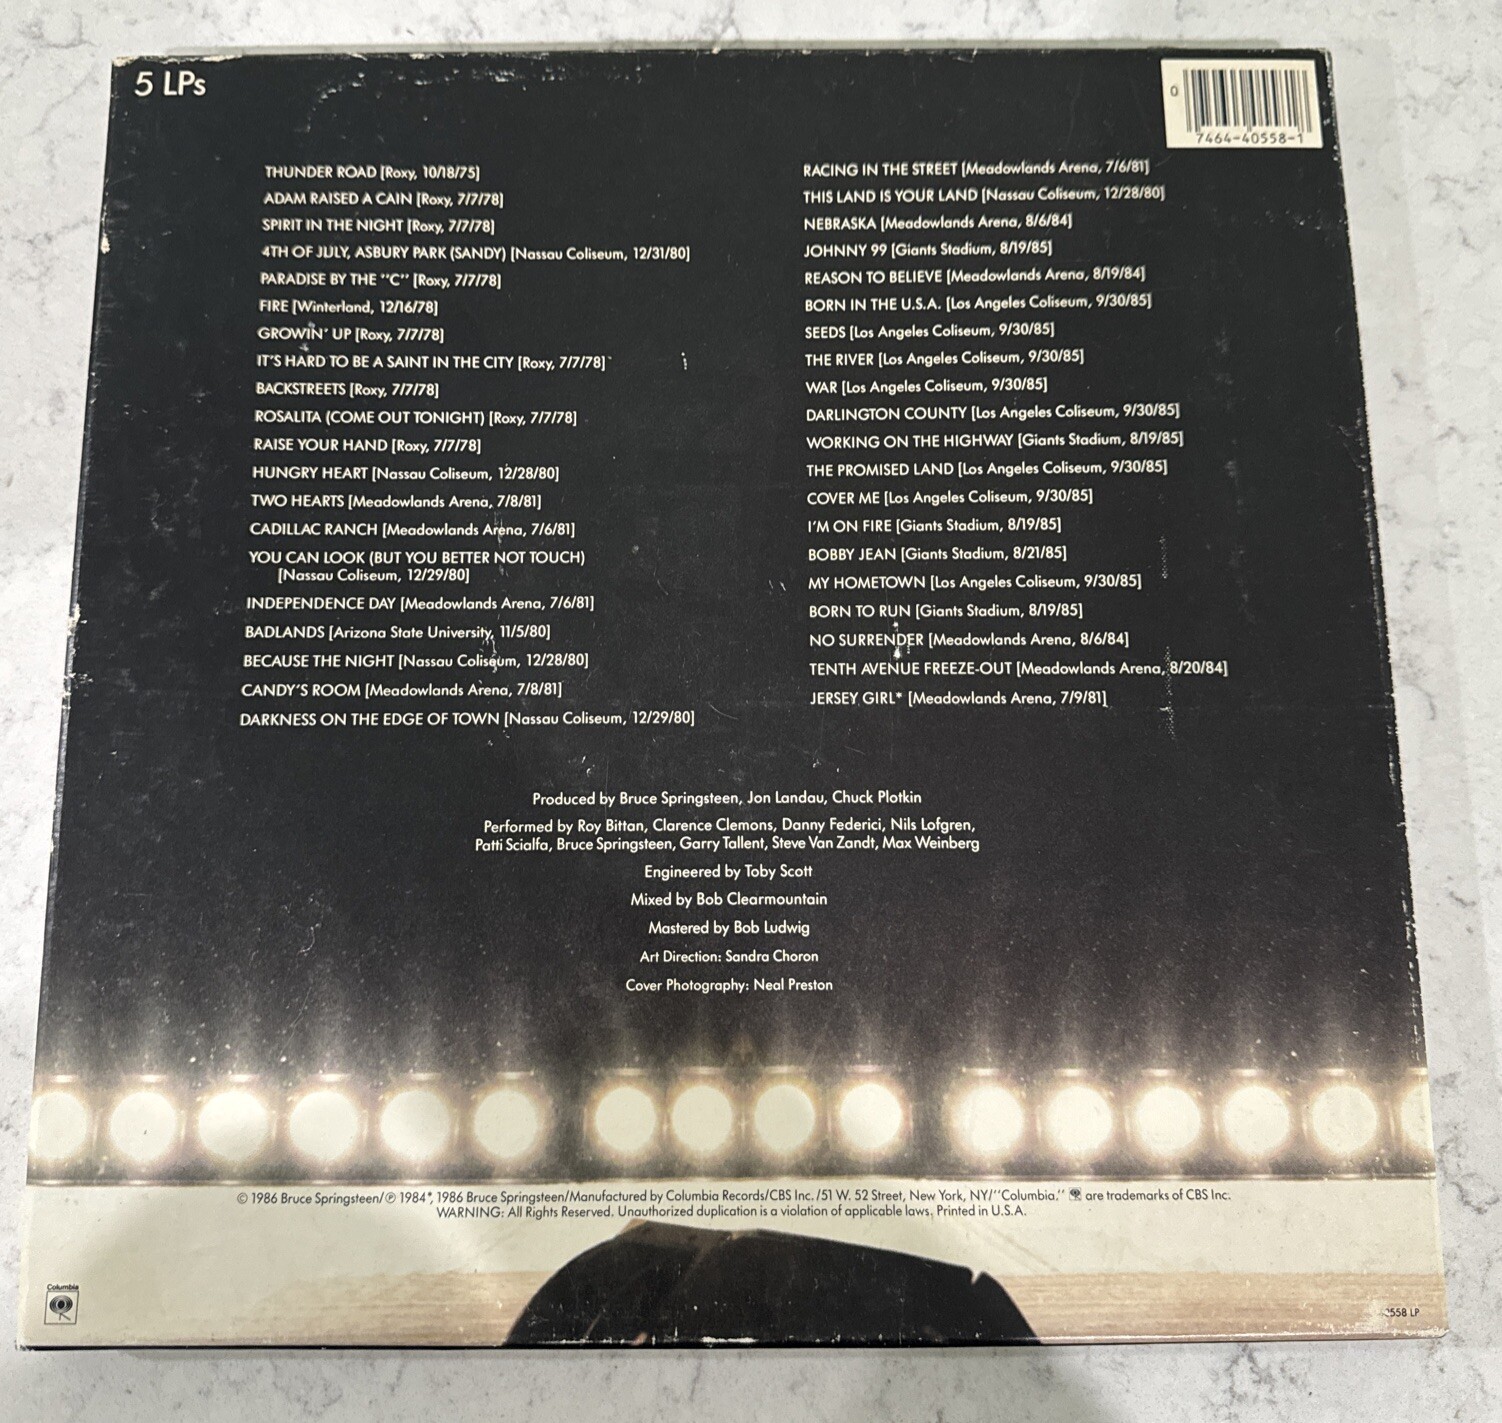 5 LPs
0
7464-40558-1
THUNDER ROAD [Roxy, 10/18/75]
ADAM RAISED A CAIN [Roxy, 7/7/78]
SPIRIT IN THE NIGHT [Roxy, 7/7/78]
4TH OF JULY, ASBURY PARK (SANDY) [Nassau Coliseum, 12/31/80]
PARADISE BY THE "C" [Roxy, 7/7/78]
FIRE [Winterland, 12/16/78]
GROWIN' UP [Roxy, 7/7/78]
IT'S HARD TO BE A SAINT IN THE CITY [Roxy, 7/7/78]
BACKSTREETS [Roxy, 7/7/78]
ROSALITA (COME OUT TONIGHT) [Roxy, 7/7/78]
RAISE YOUR HAND [Roxy, 7/7/78]
HUNGRY HEART [Nassau Coliseum, 12/28/80]
TWO HEARTS [Meadowlands Arena, 7/8/81]
CADILLAC RANCH [Meadowlands Arena, 7/6/81]
YOU CAN LOOK (BUT YOU BETTER NOT TOUCH)
[Nassau Coliseum, 12/29/80]
INDEPENDENCE DAY [Meadowlands Arena, 7/6/81]
BADLANDS [Arizona State University, 11/5/80]
BECAUSE THE NIGHT [Nassau Coliseum, 12/28/80]
CANDY'S ROOM [Meadowlands Arena, 7/8/81]
DARKNESS ON THE EDGE OF TOWN [Nassau Coliseum, 12/29/80]
RACING IN THE STREET [Meadowlands Arena, 7/6/81]
THIS LAND IS YOUR LAND [Nassau Coliseum, 12/28/80]
NEBRASKA [Meadowlands Arena, 8/6/84]
JOHNNY 99 [Giants Stadium, 8/19/85]
REASON TO BELIEVE [Meadowlands Arena, 8/19/84]
BORN IN THE U.S.A. [Los Angeles Coliseum, 9/30/85]
SEEDS [Los Angeles Coliseum, 9/30/85]
THE RIVER [Los Angeles Coliseum, 9/30/85]
WAR [Los Angeles Coliseum, 9/30/85]
DARLINGTON COUNTY [Los Angeles Coliseum, 9/30/85]
WORKING ON THE HIGHWAY [Giants Stadium, 8/19/85]
THE PROMISED LAND [Los Angeles Coliseum, 9/30/85]
COVER ME [Los Angeles Coliseum, 9/30/85]
I'M ON FIRE [Giants Stadium, 8/19/85]
BOBBY JEAN [Giants Stadium, 8/21/85]
MY HOMETOWN [Los Angeles Coliseum, 9/30/85]
BORN TO RUN [Giants Stadium, 8/19/85]
NO SURRENDER [Meadowlands Arena, 8/6/84]
TENTH AVENUE FREEZE-OUT [Meadowlands Arena, 8/20/84]
JERSEY GIRL* [Meadowlands Arena, 7/9/81]
Produced by Bruce Springsteen, Jon Landau, Chuck Plotkin
Performed by Roy Bittan, Clarence Clemons, Danny Federici, Nils Lofgren,
Patti Scialfa, Bruce Springsteen, Garry Tallent, Steve Van Zandt, Max Weinberg
Engineered by Toby Scott
Mixed by Bob Clearmountain
Mastered by Bob Ludwig
Art Direction: Sandra Choron
Cover Photography: Neal Preston
© 1986 Bruce Springsteen/℗ 1984*, 1986 Bruce Springsteen/Manufactured by Columbia Records/CBS Inc./51 W. 52 Street, New York, NY/"Columbia," are trademarks of CBS Inc.
WARNING: All Rights Reserved. Unauthorized duplication is a violation of applicable laws. Printed in U.S.A.
Columbia
558 LP